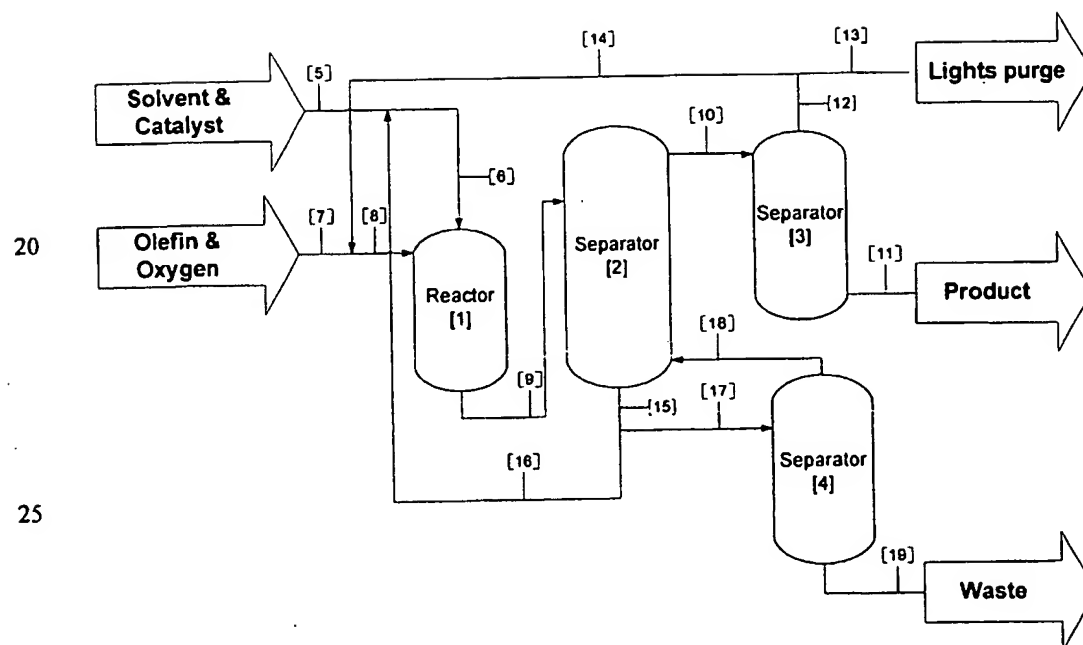 [14]
[13]
Lights purge
[5]
Solvent &
Catalyst
[12]
[10]
[6]
Separator
[3]
[7]
[8]
20
Olefin &
Oxygen
Separator
[2]
[11]
Product
Reactor
[1]
[18]
[9]
[17]
[15]
[16]
Separator
[4]
25
[19]
Waste